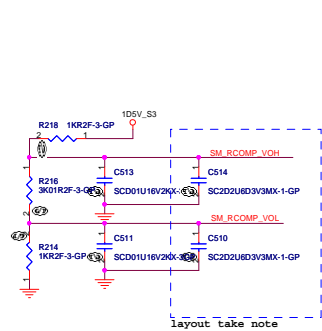 1D5V_S3
R218 1KR2F-3-GP
2 1
SM_RCOMP_VOH
R216
3K01R2F-3-GP
C513
SCD01U16V2KX-
C514
SC2D2U6D3V3MX-1-GP
SM_RCOMP_VOL
R214
1KR2F-3-GP
C511
SCD01U16V2KX-3GP
C510
SC2D2U6D3V3MX-1-GP
layout take note